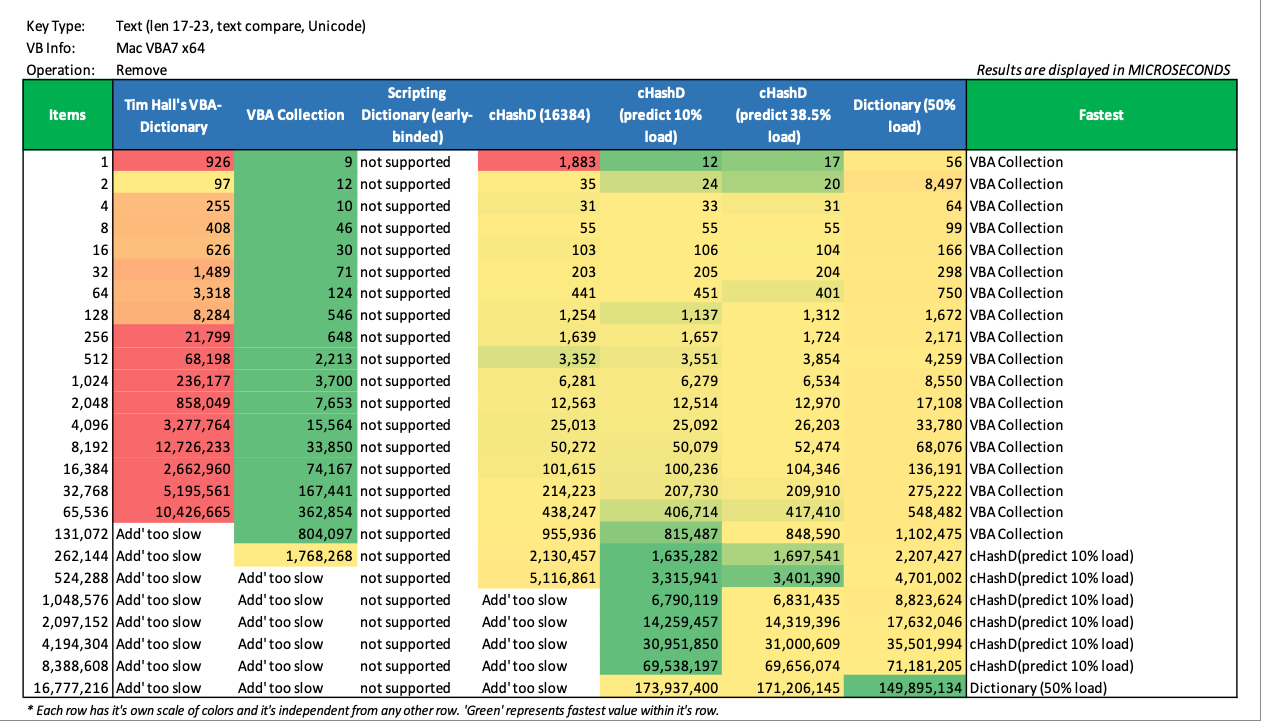 Key Type: Text (len 17-23, text compare, Unicode)
VB Info: Mac VBA7 x64
Operation: Remove Results are displayed in MICROSECONDS
Items Tim Hall's VBA-Dictionary VBA Collection Scripting Dictionary (early-binded) cHashD (16384) cHashD (predict 10% load) cHashD (predict 38.5% load) Dictionary (50% load) Fastest
1 926 9 not supported 1,883 12 17 56 VBA Collection
2 97 12 not supported 35 24 20 8,497 VBA Collection
4 255 10 not supported 31 33 31 64 VBA Collection
8 408 46 not supported 55 55 55 99 VBA Collection
16 626 30 not supported 103 106 104 166 VBA Collection
32 1,489 71 not supported 203 205 204 298 VBA Collection
64 3,318 124 not supported 441 451 401 750 VBA Collection
128 8,284 546 not supported 1,254 1,137 1,312 1,672 VBA Collection
256 21,799 648 not supported 1,639 1,657 1,724 2,171 VBA Collection
512 68,198 2,213 not supported 3,352 3,551 3,854 4,259 VBA Collection
1,024 236,177 3,700 not supported 6,281 6,279 6,534 8,550 VBA Collection
2,048 858,049 7,653 not supported 12,563 12,514 12,970 17,108 VBA Collection
4,096 3,277,764 15,564 not supported 25,013 25,092 26,203 33,780 VBA Collection
8,192 12,726,233 33,850 not supported 50,272 50,079 52,474 68,076 VBA Collection
16,384 2,662,960 74,167 not supported 101,615 100,236 104,346 136,191 VBA Collection
32,768 5,195,561 167,441 not supported 214,223 207,730 209,910 275,222 VBA Collection
65,536 10,426,665 362,854 not supported 438,247 406,714 417,410 548,482 VBA Collection
131,072 Add' too slow 804,097 not supported 955,936 815,487 848,590 1,102,475 VBA Collection
262,144 Add' too slow 1,768,268 not supported 2,130,457 1,635,282 1,697,541 2,207,427 cHashD(predict 10% load)
524,288 Add' too slow Add' too slow not supported 5,116,861 3,315,941 3,401,390 4,701,002 cHashD(predict 10% load)
1,048,576 Add' too slow Add' too slow not supported Add' too slow 6,790,119 6,831,435 8,823,624 cHashD(predict 10% load)
2,097,152 Add' too slow Add' too slow not supported Add' too slow 14,259,457 14,319,396 17,632,046 cHashD(predict 10% load)
4,194,304 Add' too slow Add' too slow not supported Add' too slow 30,951,850 31,000,609 35,501,994 cHashD(predict 10% load)
8,388,608 Add' too slow Add' too slow not supported Add' too slow 69,538,197 69,656,074 71,181,205 cHashD(predict 10% load)
16,777,216 Add' too slow Add' too slow not supported Add' too slow 173,937,400 171,206,145 149,895,134 Dictionary (50% load)
* Each row has it's own scale of colors and it's independent from any other row. 'Green' represents fastest value within it's row.